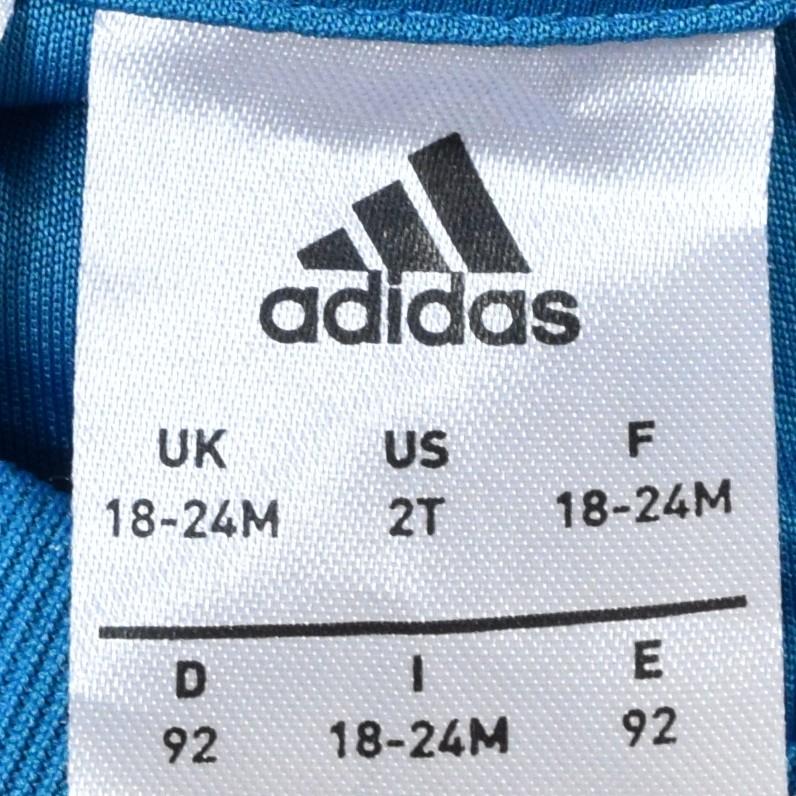 adidas
UK US F
18-24M 2T 18-24M
D I E
92 18-24M 92